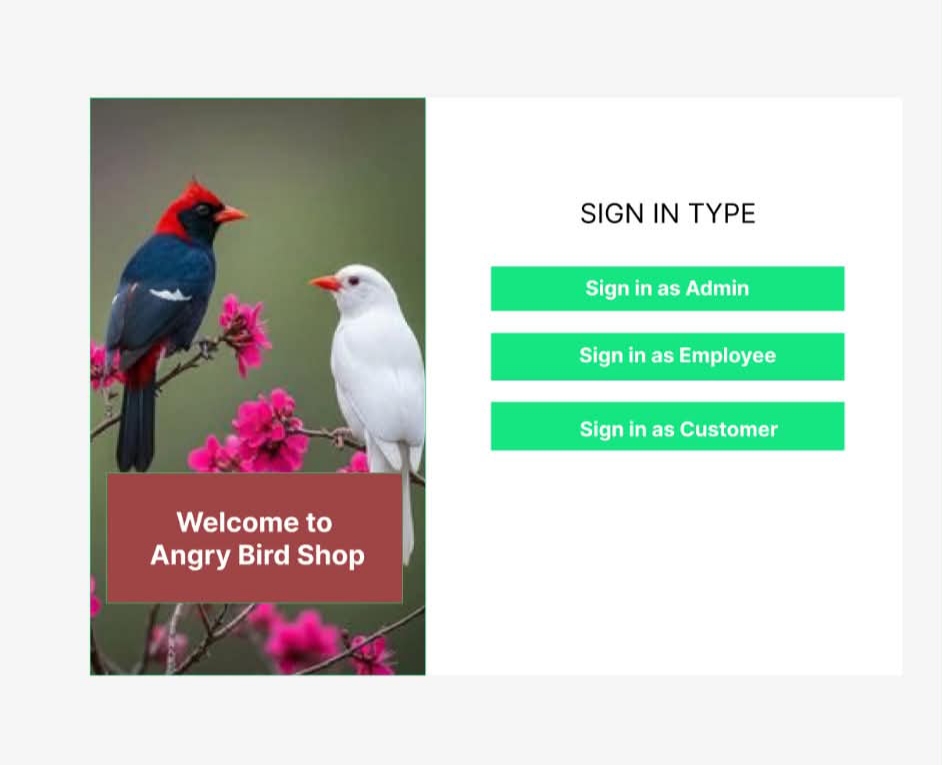 SIGN IN TYPE
Sign in as Admin
Sign in as Employee
Sign in as Customer
Welcome to
Angry Bird Shop